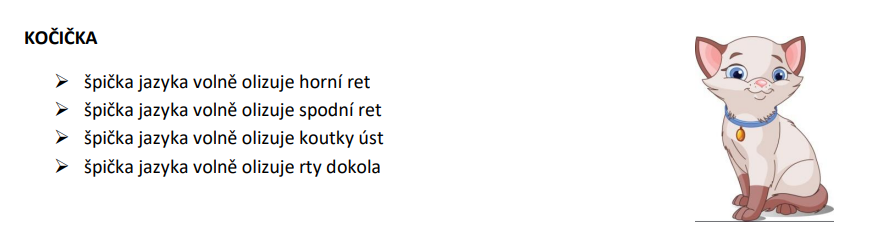 KOČIČKA
➢ špička jazyka volně olizuje horní ret
➢ špička jazyka volně olizuje spodní ret
➢ špička jazyka volně olizuje koutky úst
➢ špička jazyka volně olizuje rty dokola